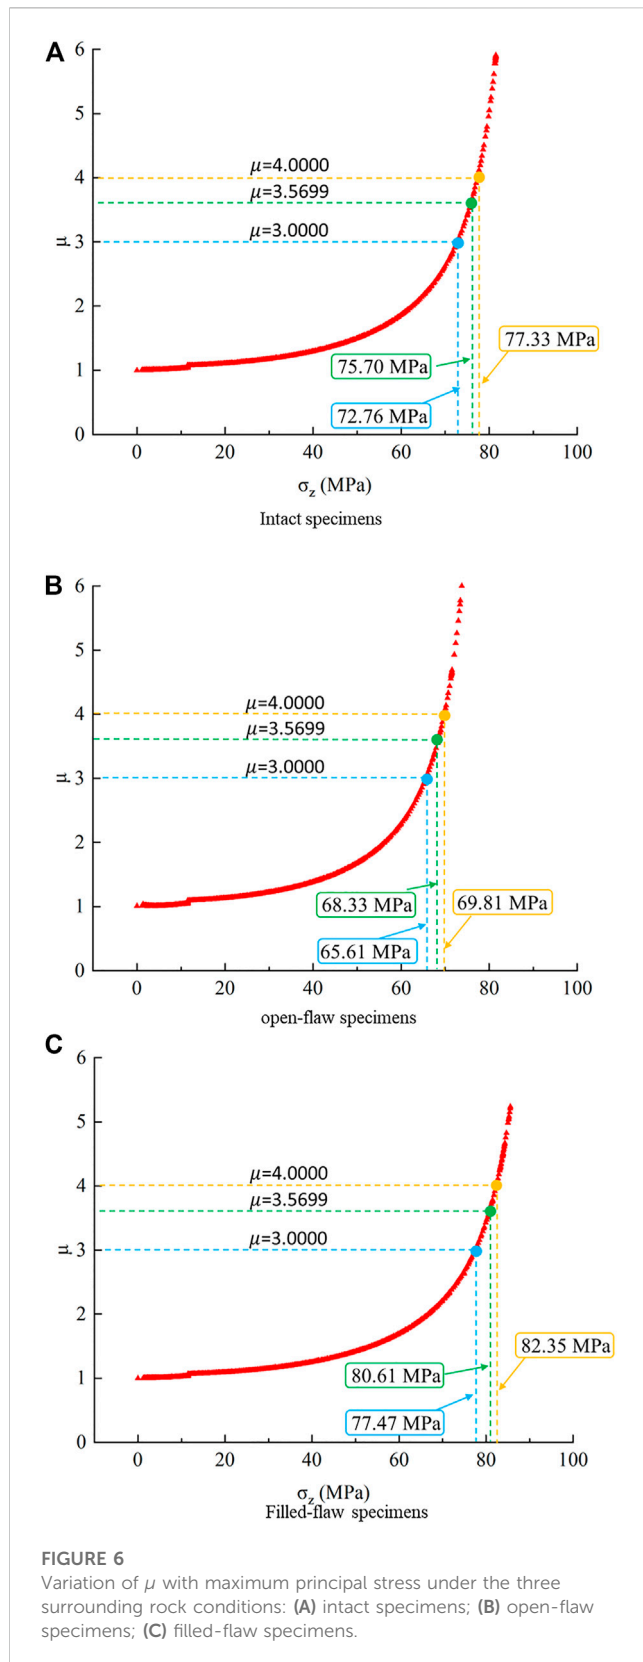 A
6
5
μ=4.0000
4
μ=3.5699
μ=3.0000
3
μ
2
77.33 MPa
75.70 MPa
1
72.76 MPa
0
0 20 40 60 80 100
σz (MPa)
Intact specimens
B
6
5
μ=4.0000
4
μ=3.5699
μ=3.0000
3
μ
2
68.33 MPa
69.81 MPa
1
65.61 MPa
0
0 20 40 60 80 100
open-flaw specimens
C
6
5
μ=4.0000
4
μ=3.5699
μ=3.0000
3
μ
2
82.35 MPa
80.61 MPa
1
77.47 MPa
0
0 20 40 60 80 100
σz (MPa)
Filled-flaw specimens
FIGURE 6
Variation of μ with maximum principal stress under the three
surrounding rock conditions: (A) intact specimens; (B) open-flaw
specimens; (C) filled-flaw specimens.